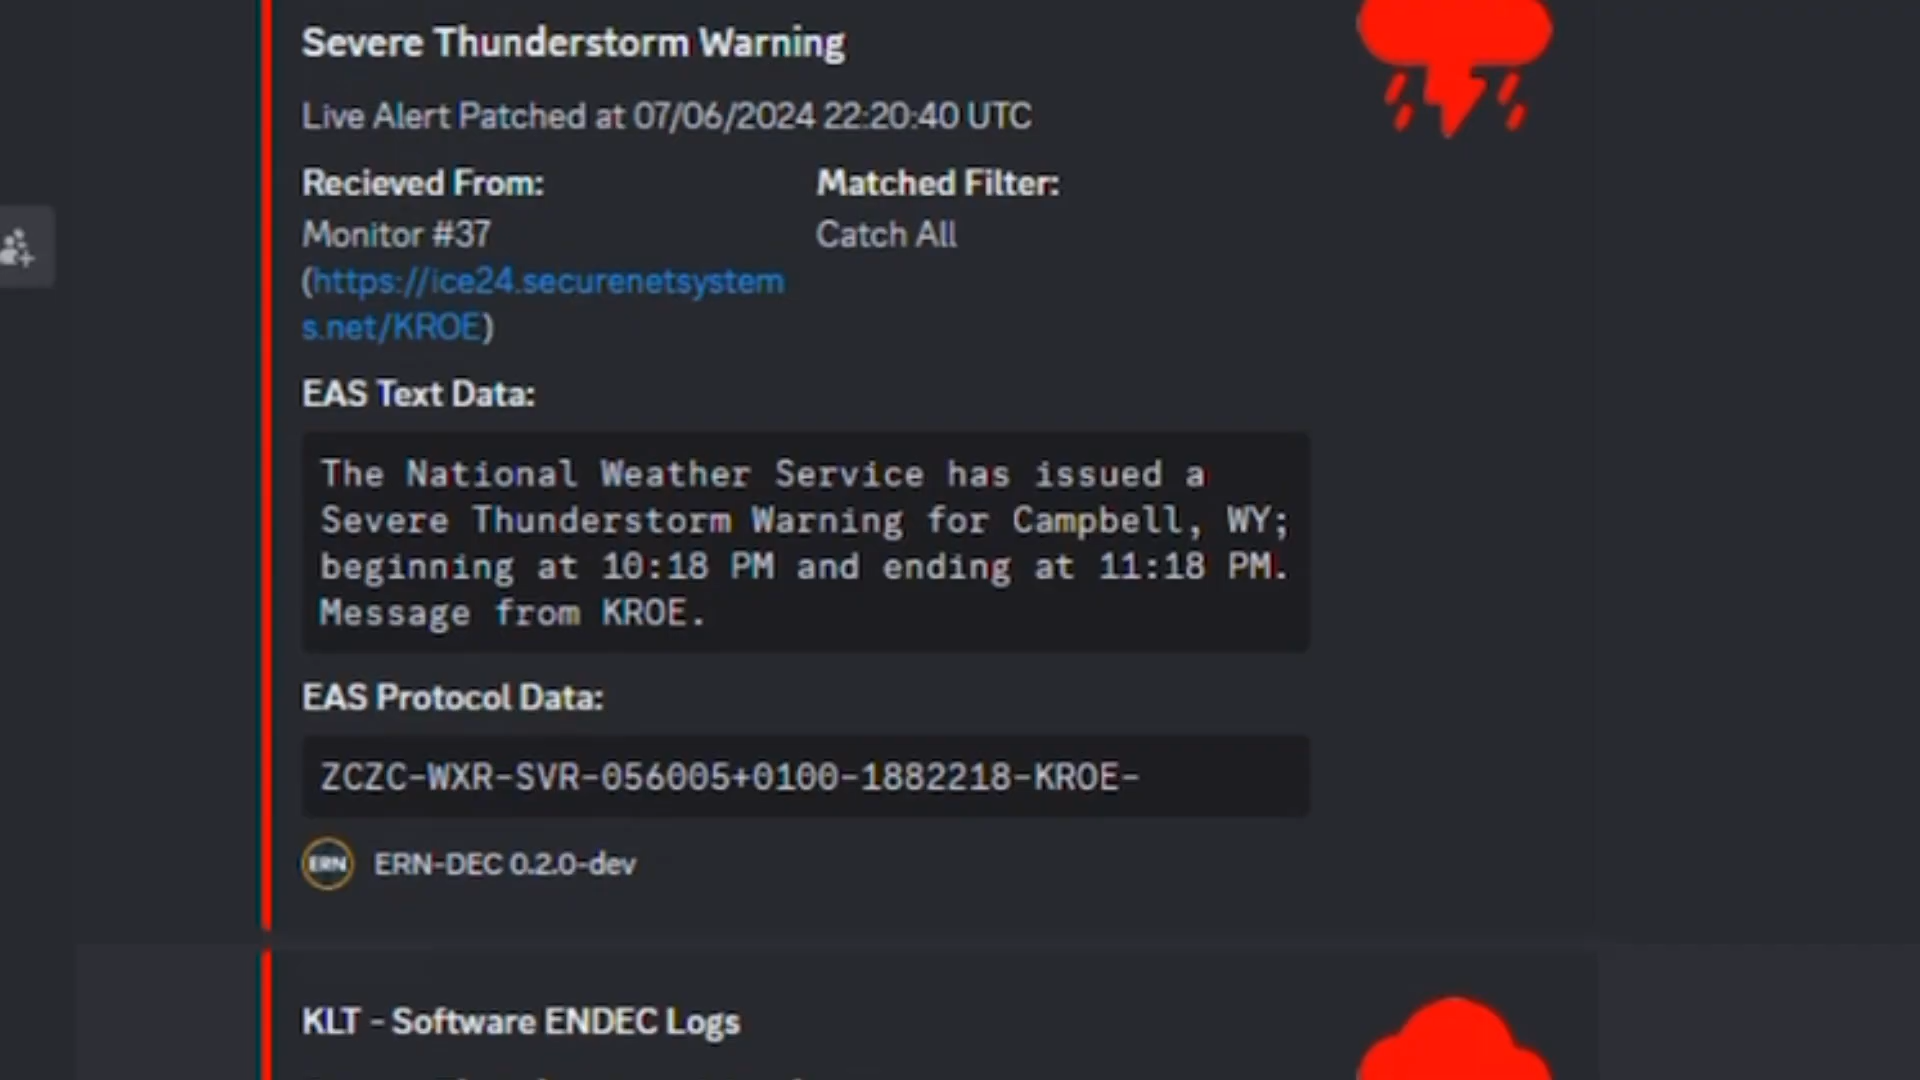 Severe Thunderstorm Warning
Live Alert Patched at 07/06/2024 22:20:40 UTC
Recieved From:
Matched Filter:
Monitor #37
Catch All
(https://ice24.securenetsystem
s.net/KROE)
EAS Text Data:
The National Weather Service has issued a
Severe Thunderstorm Warning for Campbell, WY;
beginning at 10:18 PM and ending at 11:18 PM.
Message from KROE.
EAS Protocol Data:
ZCZC-WXR-SVR-056005+0100-1882218-KROE-
ERN
ERN-DEC 0.2.0-dev
KLT - Software ENDEC Logs